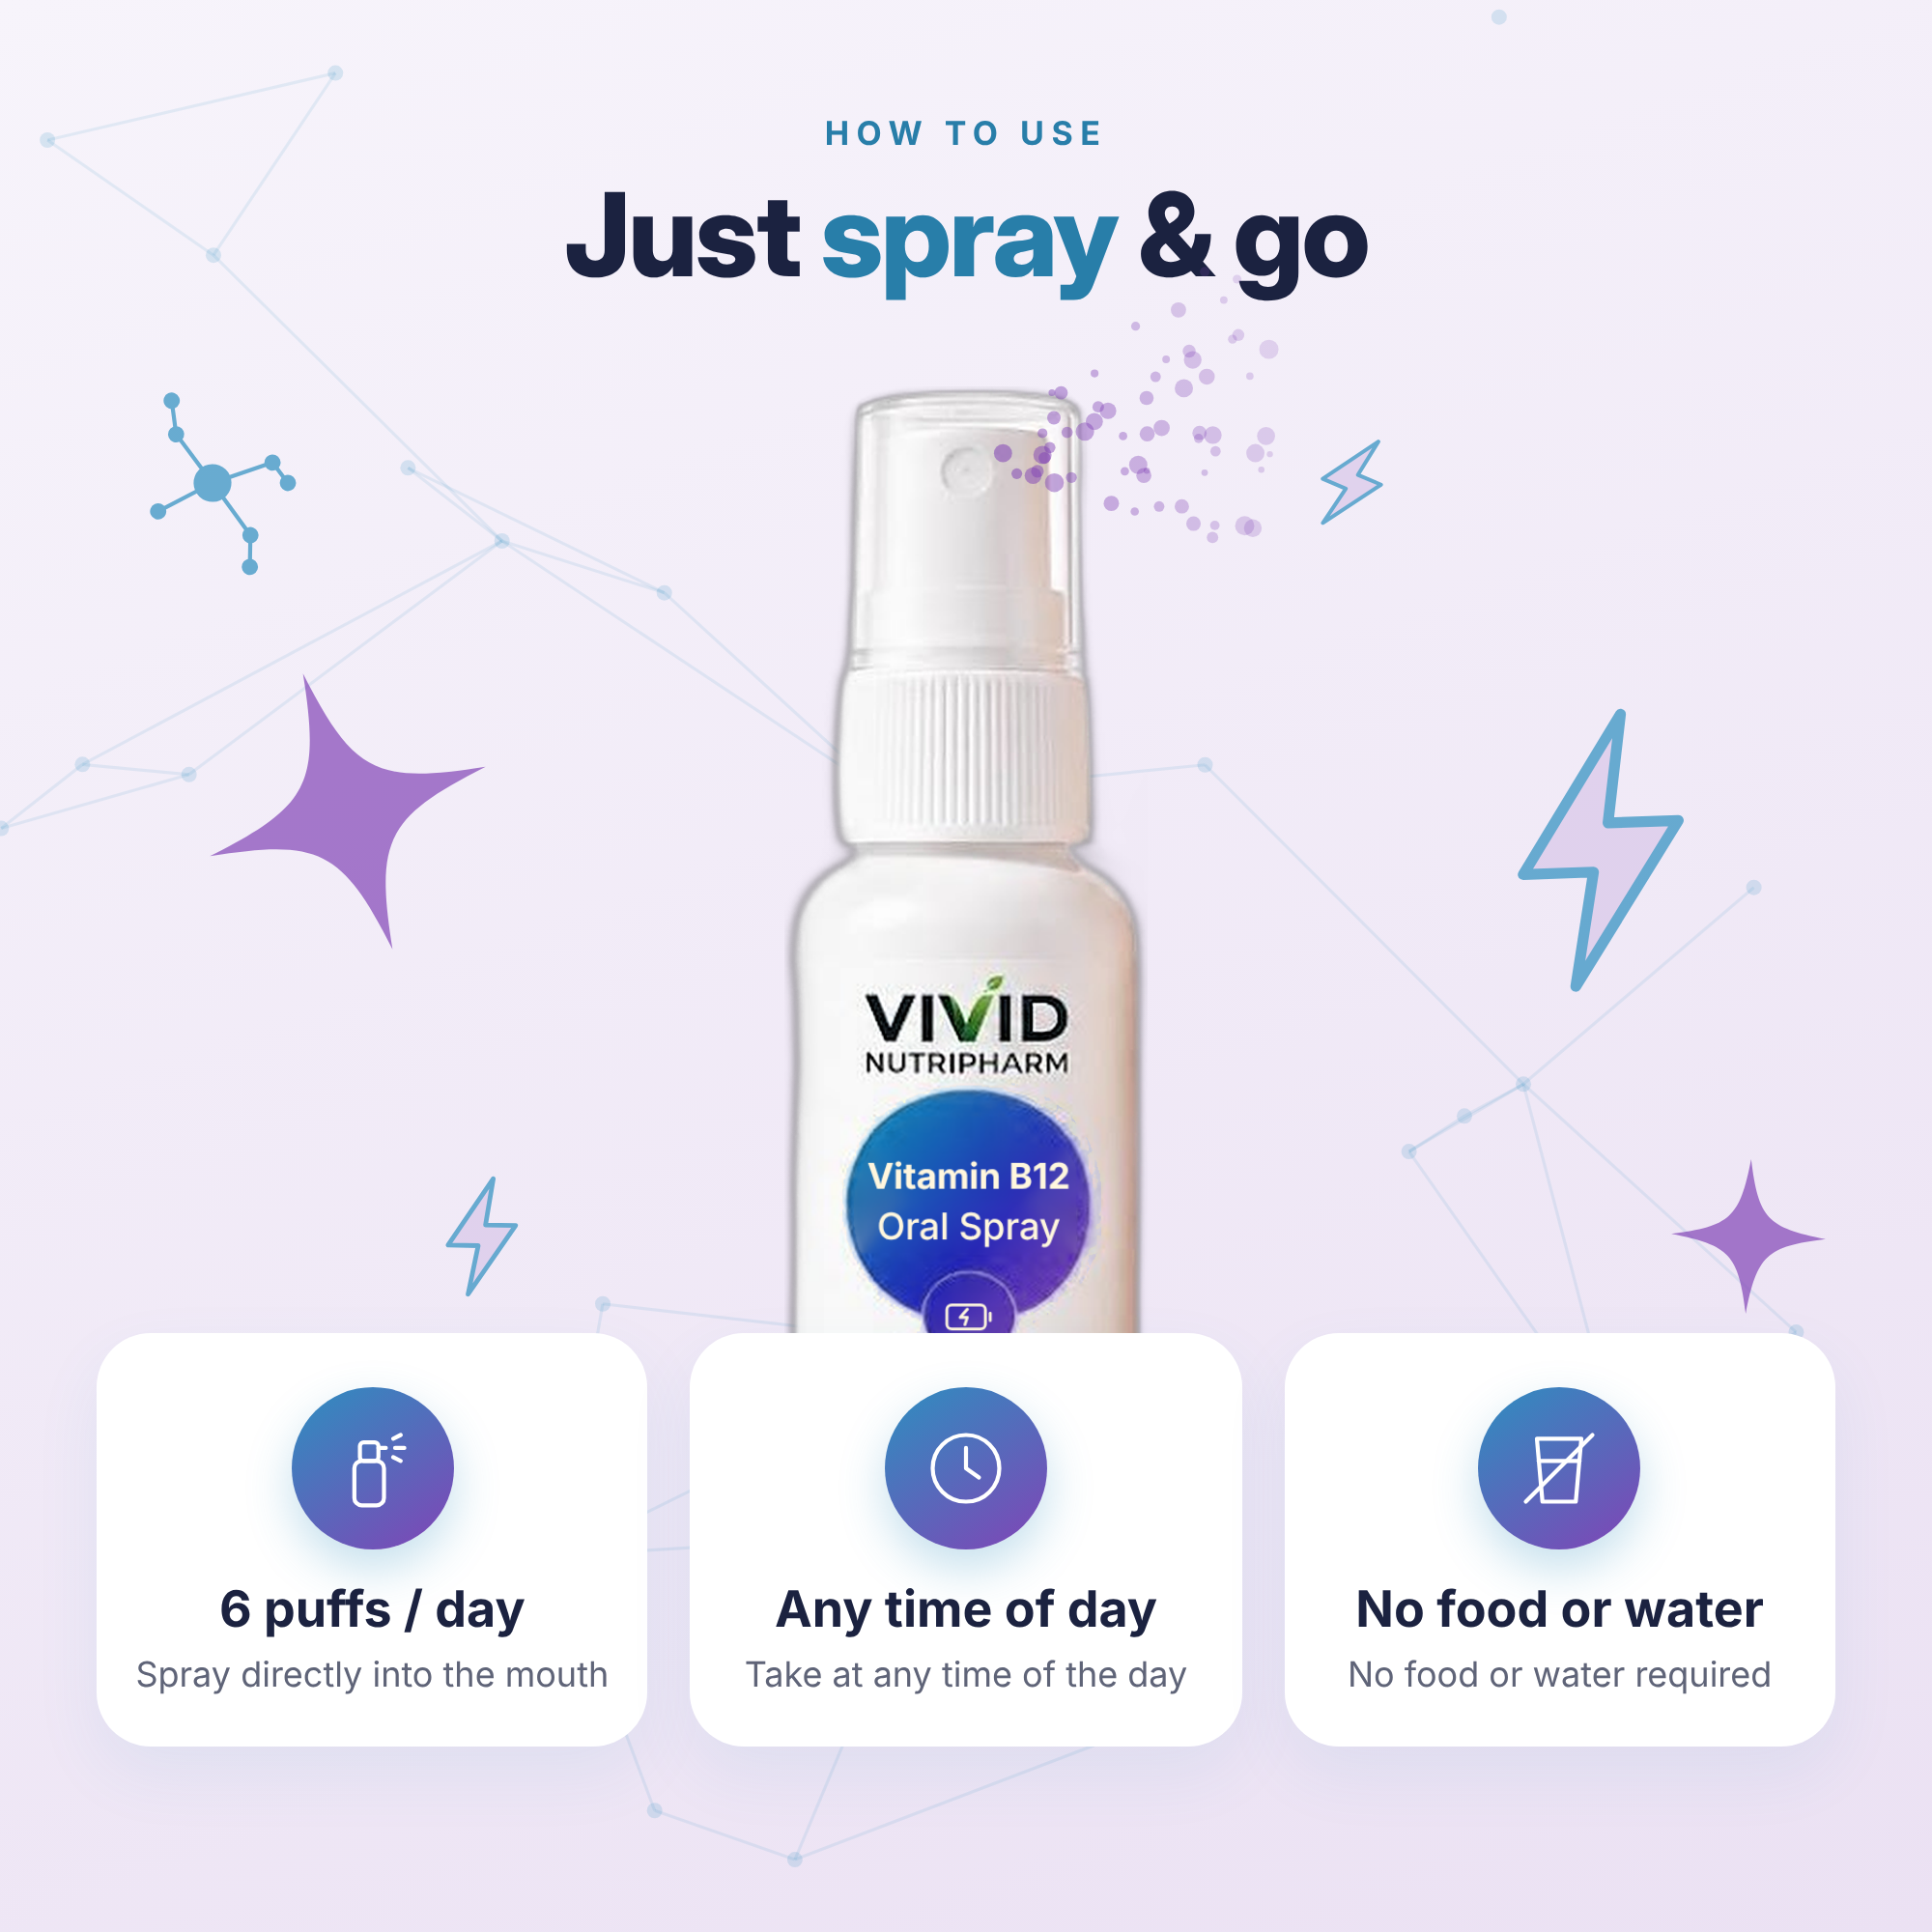 HOW TO USE
Just spray & go
VIVID
NUTRIPHARM
Vitamin B12
Oral Spray
6 puffs / day
Spray directly into the mouth
Any time of day
Take at any time of the day
No food or water
No food or water required